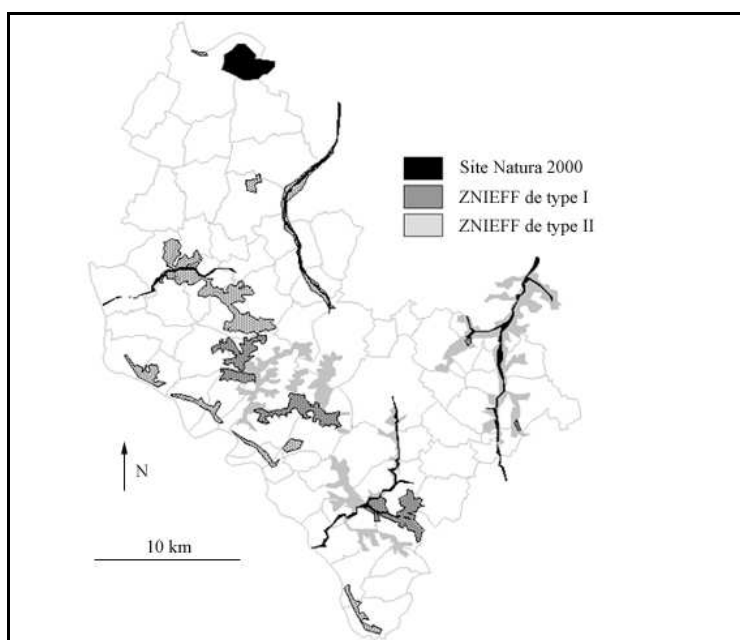 Site Natura 2000
ZNIEFF de type I
ZNIEFF de type II
N
10 km